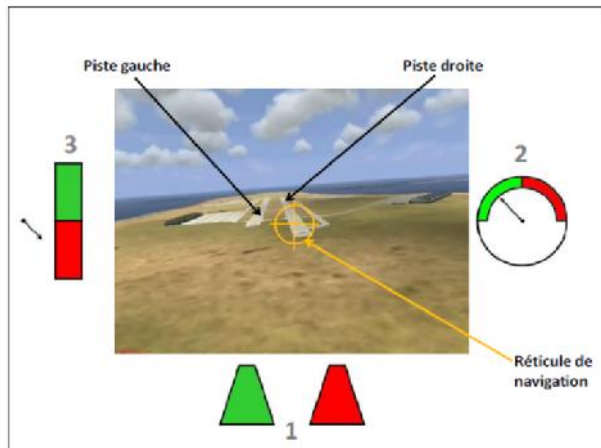 Piste gauche
Piste droite
3
2
Réticule de
navigation
1